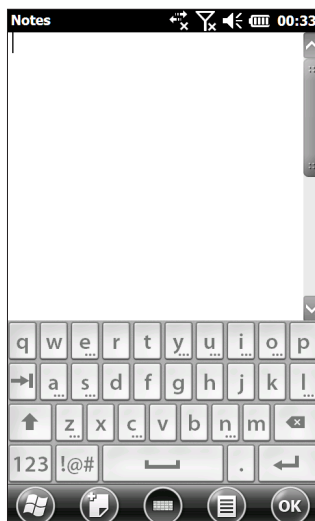 Notes 00:33
q w e r t y u i o p
a s d f g h j k l
z x c v b n m
123 !@# .
OK